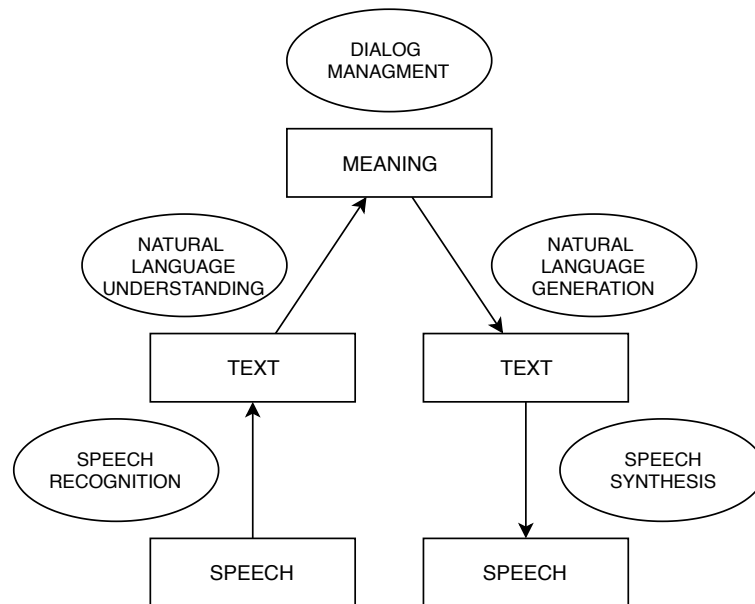 DIALOG
MANAGMENT
MEANING
NATURAL
LANGUAGE
UNDERSTANDING
NATURAL
LANGUAGE
GENERATION
TEXT
TEXT
SPEECH
RECOGNITION
SPEECH
SYNTHESIS
SPEECH
SPEECH